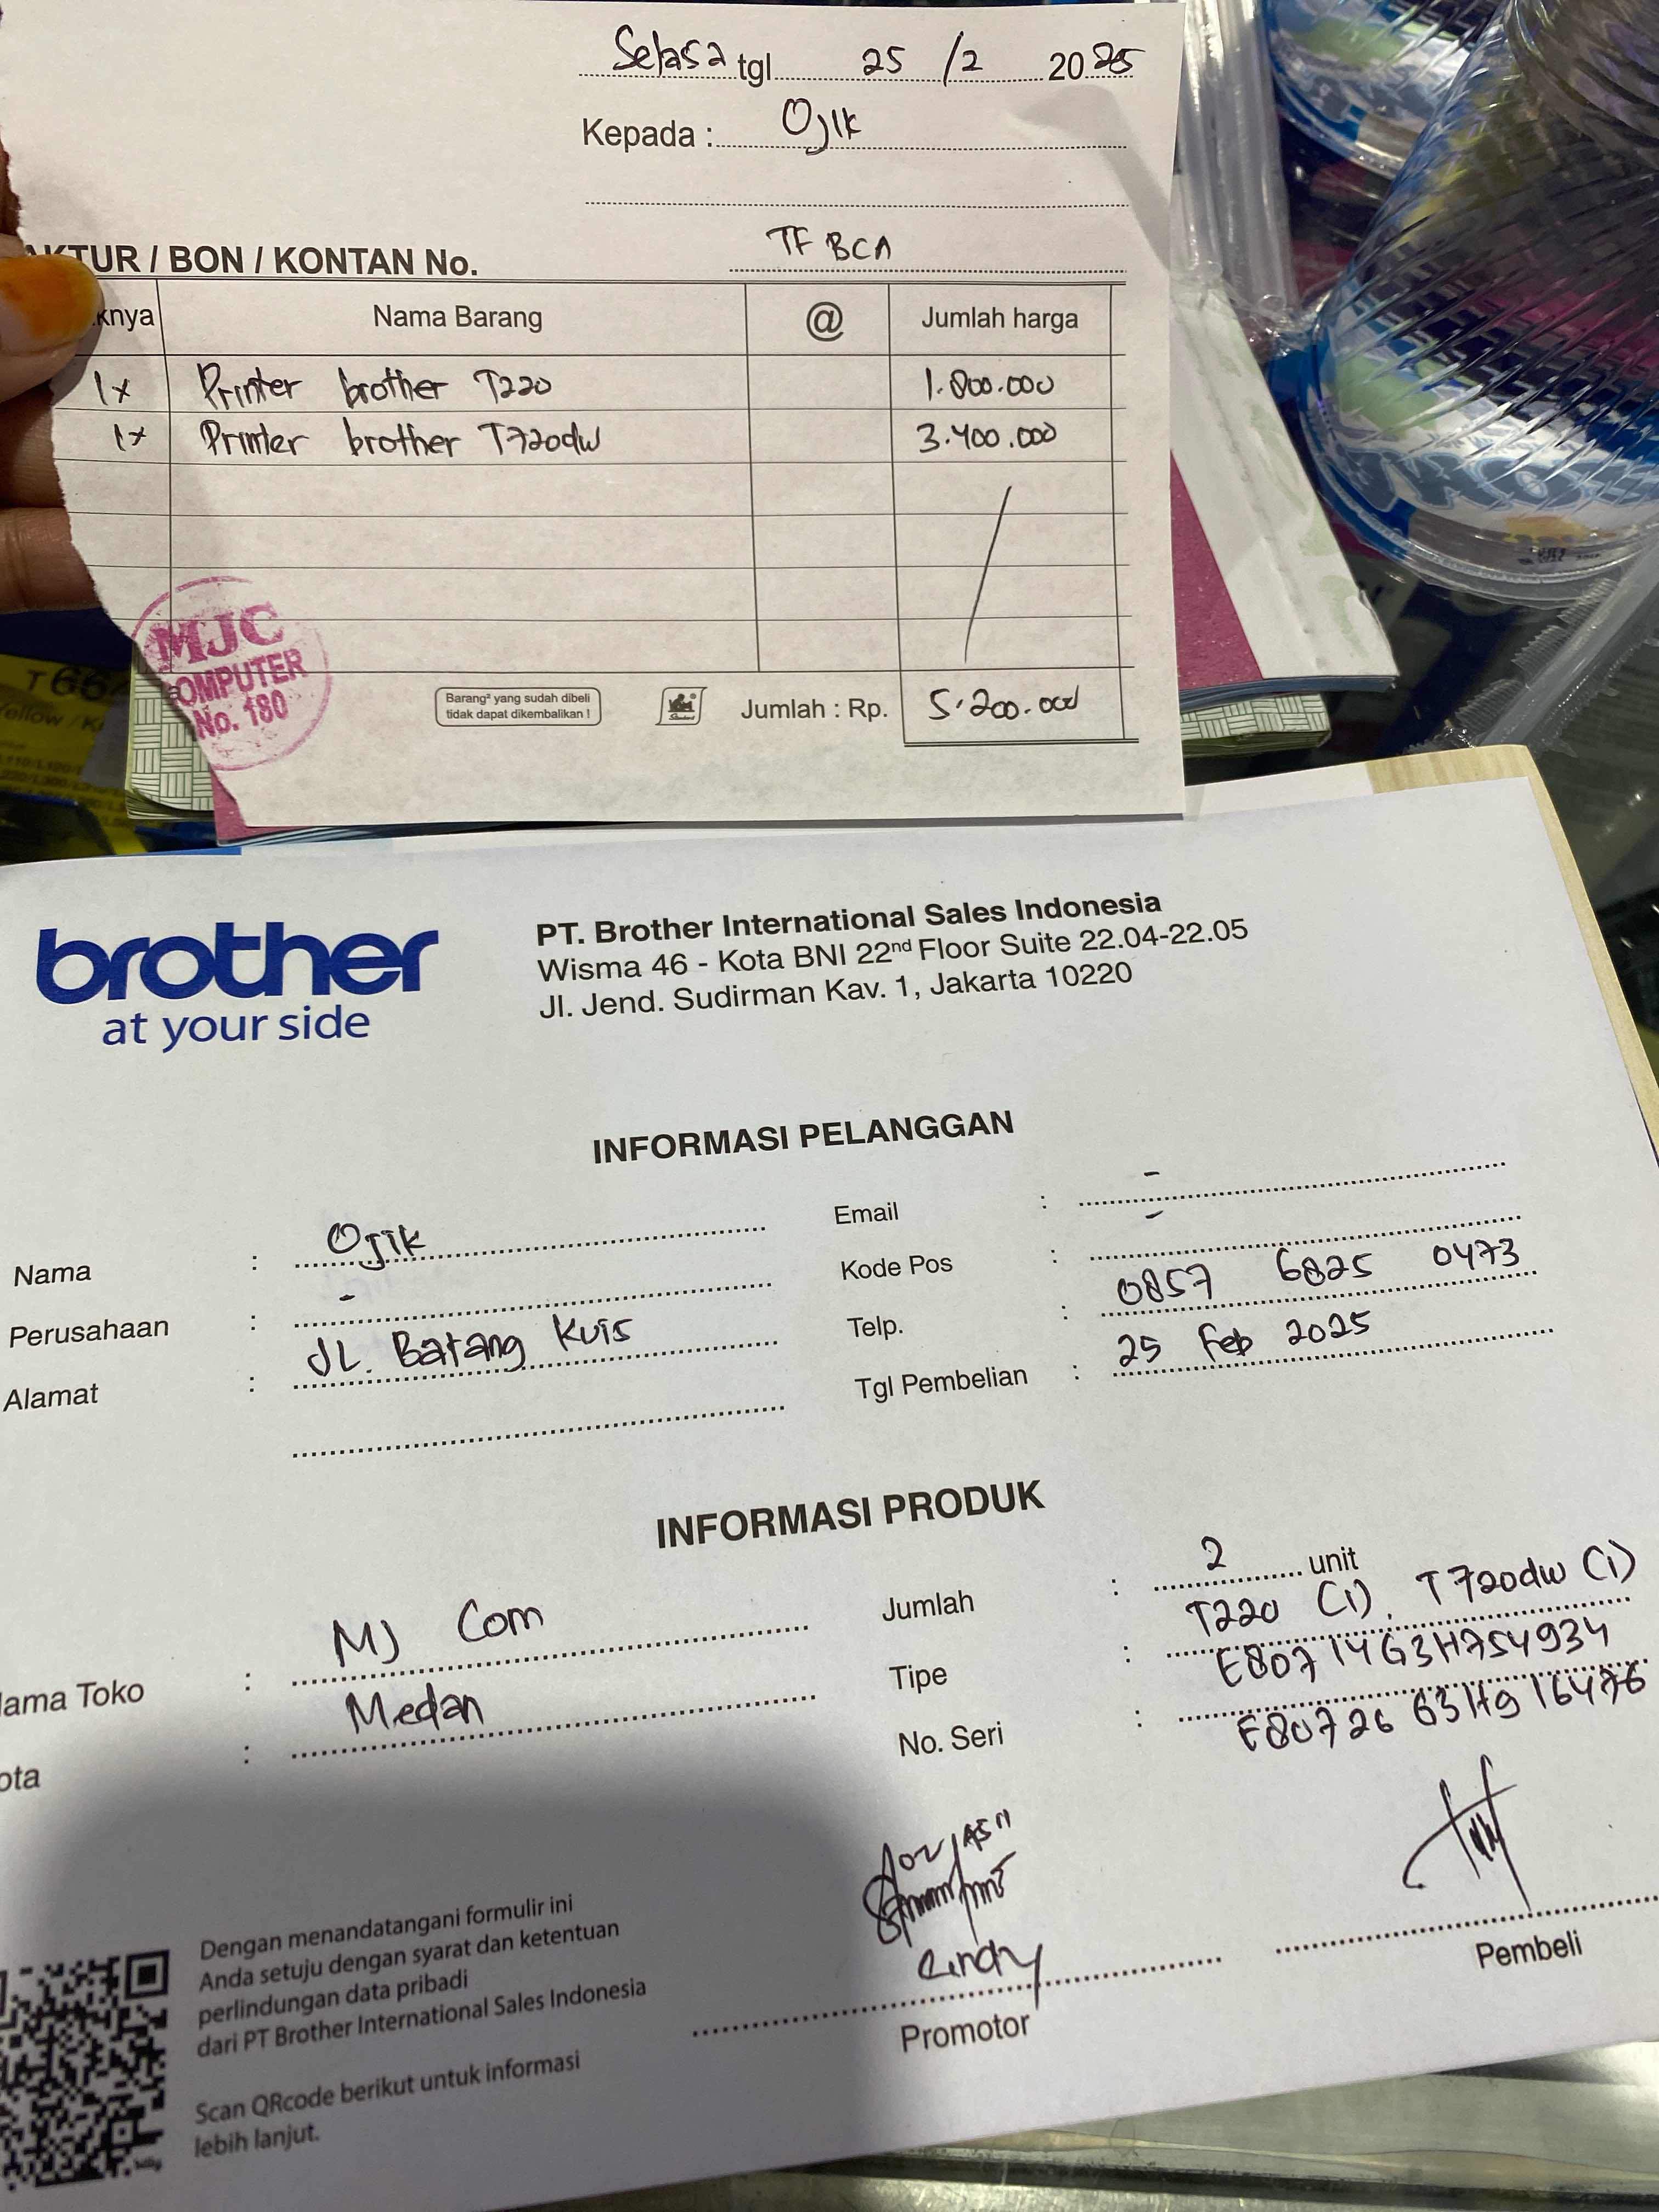 Selasa tgl 25 /2 2025
Kepada : Ojik
TF BCA
KTUR / BON / KONTAN No.
knya Nama Barang @ Jumlah harga
1x Printer brother T220 1.800.000
1x Printer brother T720dw 3.400.000
MJC
COMPUTER
No. 180
Barang² yang sudah dibeli
tidak dapat dikembalikan !
Jumlah : Rp. 5.200.000
brother
at your side
PT. Brother International Sales Indonesia
Wisma 46 - Kota BNI 22nd Floor Suite 22.04-22.05
Jl. Jend. Sudirman Kav. 1, Jakarta 10220
INFORMASI PELANGGAN
Nama : Ojik
Perusahaan : -
Alamat : JL. Batang Kuis
Email : -
Kode Pos : -
Telp. : 0857 6825 0473
Tgl Pembelian : 25 Feb 2025
INFORMASI PRODUK
ama Toko : MJ Com
ota : Medan
Jumlah : 2 unit
Tipe : T220 (1), T720dw (1)
No. Seri : E80714G3H754934
E80726 63H916476
Dengan menandatangani formulir ini
Anda setuju dengan syarat dan ketentuan
perlindungan data pribadi
dari PT Brother International Sales Indonesia
Scan QRcode berikut untuk informasi
lebih lanjut.
Cindy
Promotor
Pembeli